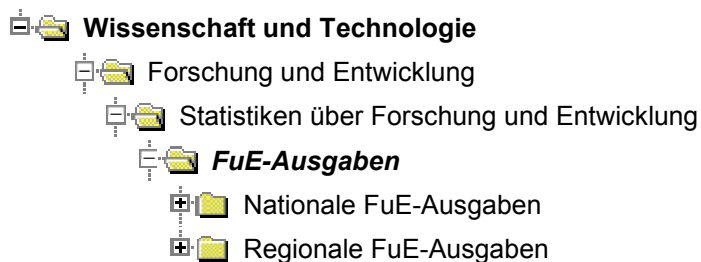 Wissenschaft und Technologie
Forschung und Entwicklung
Statistiken über Forschung und Entwicklung
FuE-Ausgaben
Nationale FuE-Ausgaben
Regionale FuE-Ausgaben